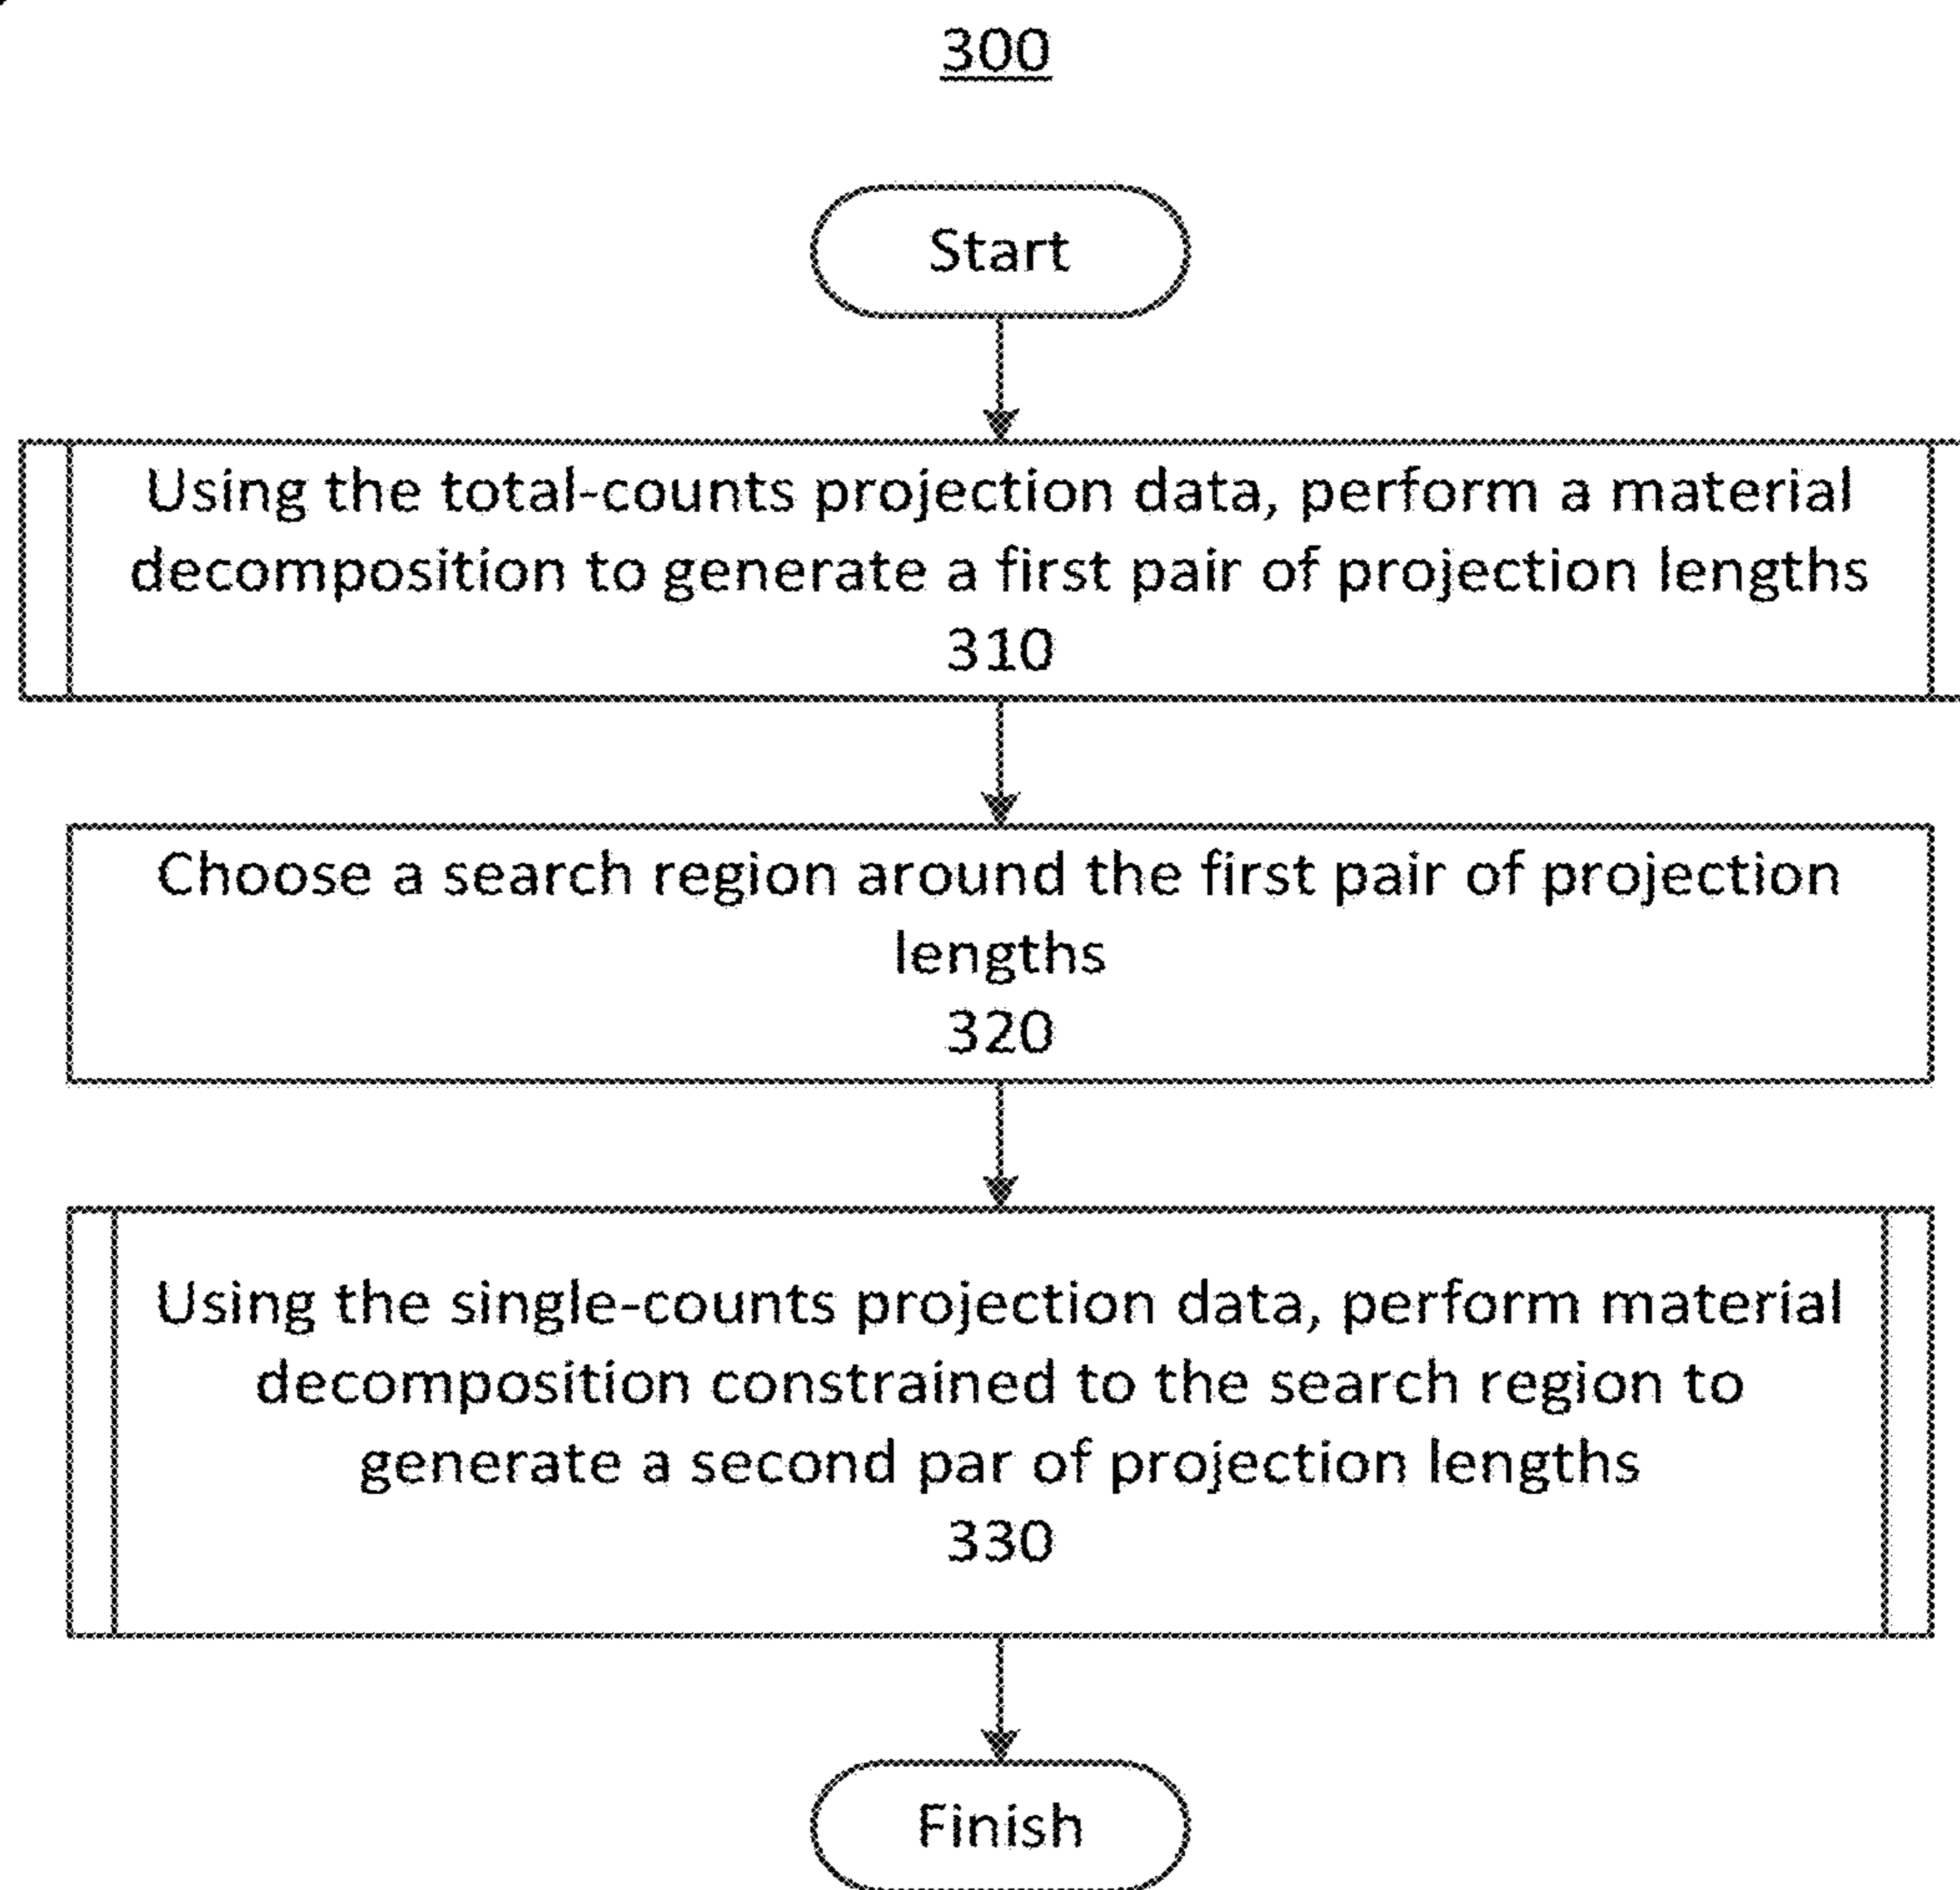 300
Start
Using the total-counts projection data, perform a material
decomposition to generate a first pair of projection lengths
310
Choose a search region around the first pair of projection
lengths
320
Using the single-counts projection data, perform material
decomposition constrained to the search region to
generate a second par of projection lengths
330
Finish